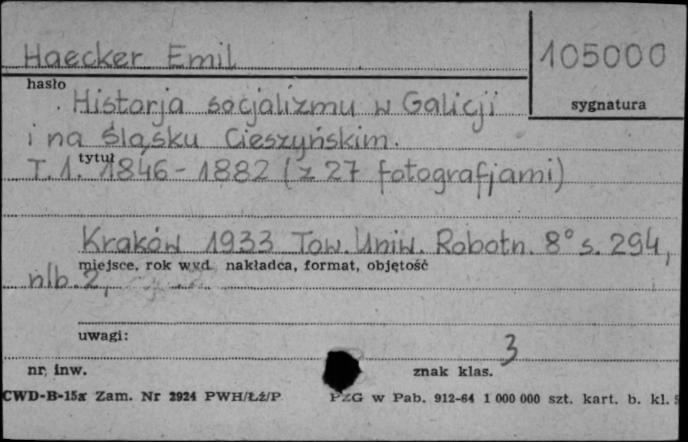 Haecker Emil
105000
hasło
sygnatura
Historja socjalizmu w Galicji
i na Śląsku Cieszyńskim.
tytuł
T. 1. 1846-1882 (z 27 fotografjami)
Kraków 1933 Tow. Uniw. Robotn. 8° s. 294,
miejsce, rok wyd. nakładca, format, objętość
nlb. 2,
uwagi:
3
nr. inw.
znak klas.
CWD-B-15a Zam. Nr 2924 PWH/Łż/P
PZG w Pab. 912-64 1 000 000 szt. kart. b. kl.